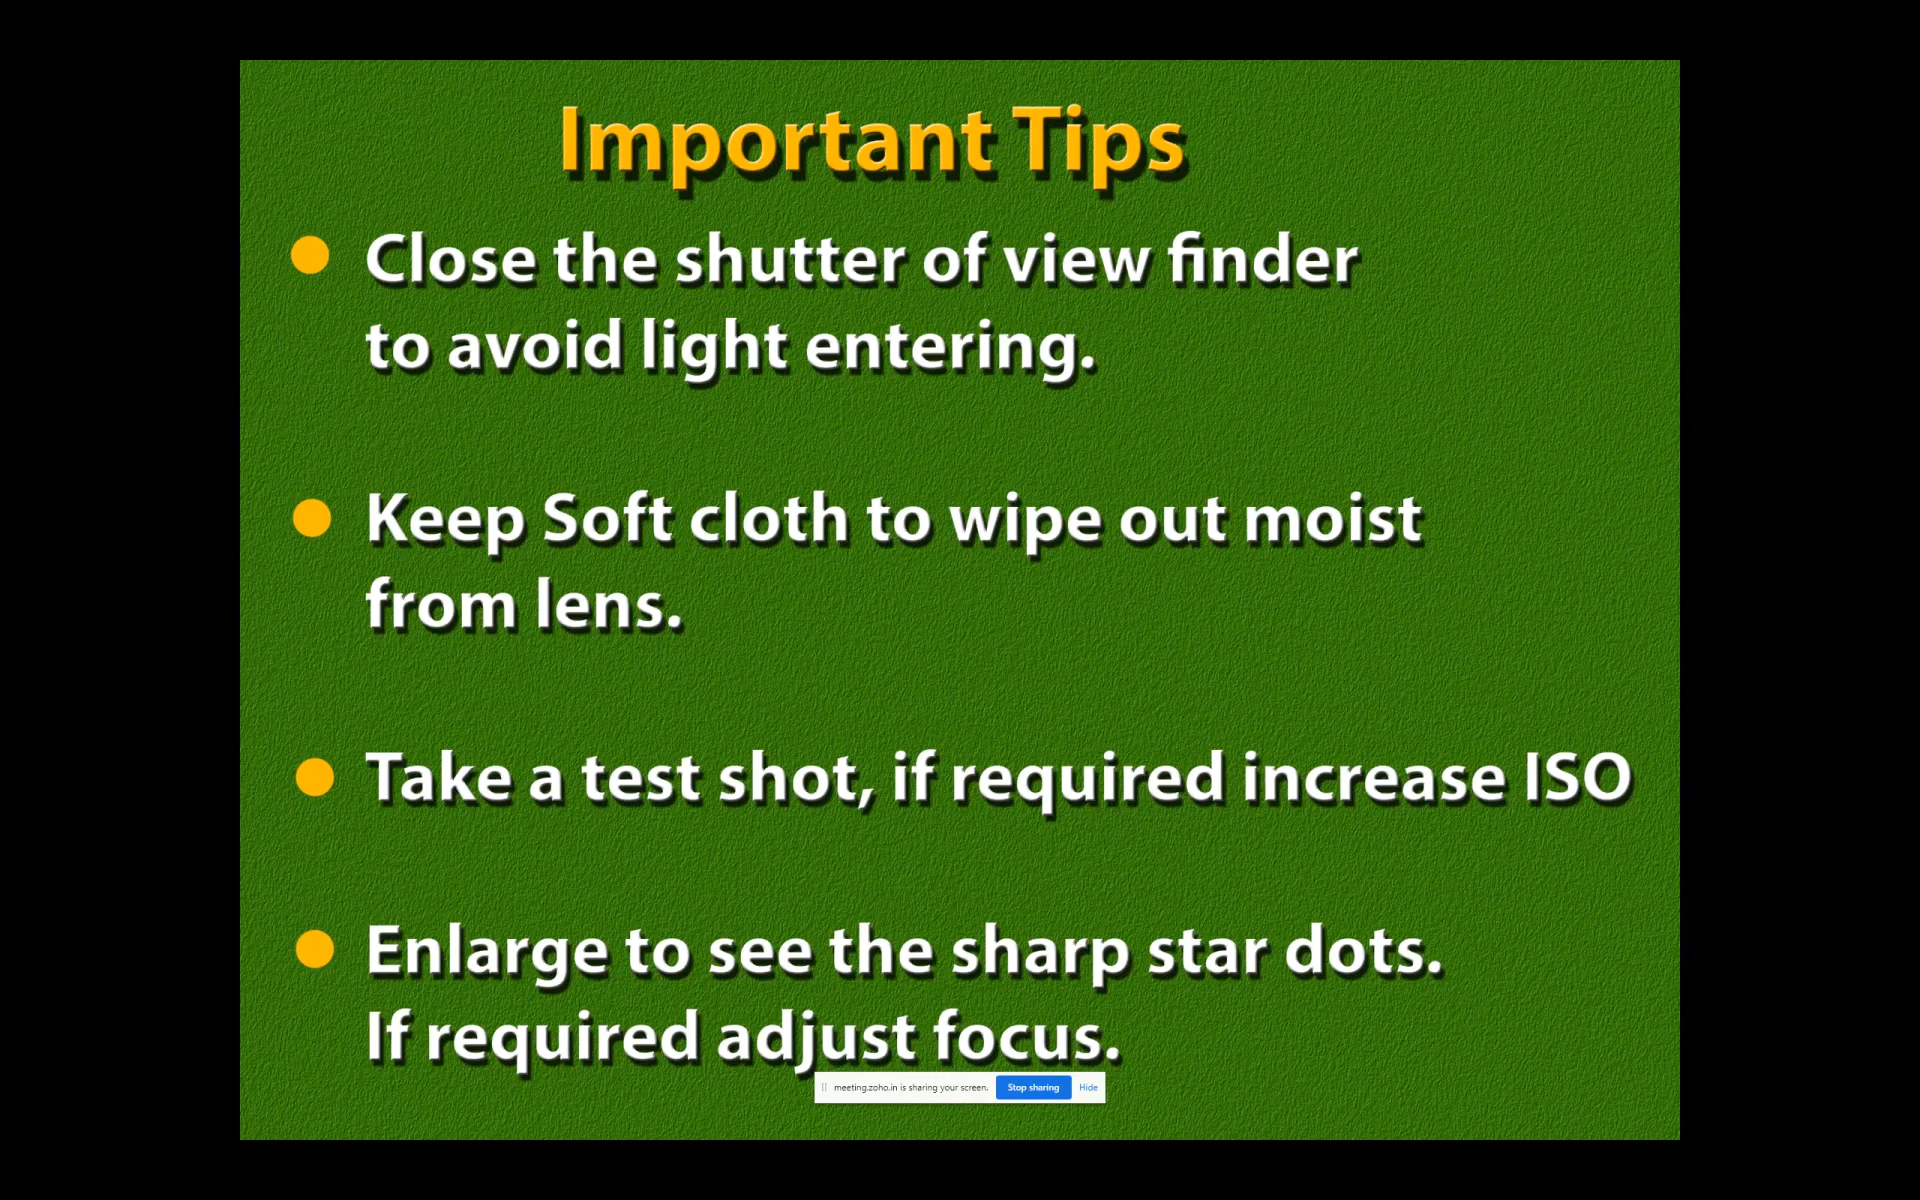 Important Tips
Close the shutter of view finder
to avoid light entering.
Keep Soft cloth to wipe out moist
from lens.
Take a test shot, if required increase ISO
Enlarge to see the sharp star dots.
If required adjust focus.
meeting.zoho.in is sharing your screen. Stop sharing Hide